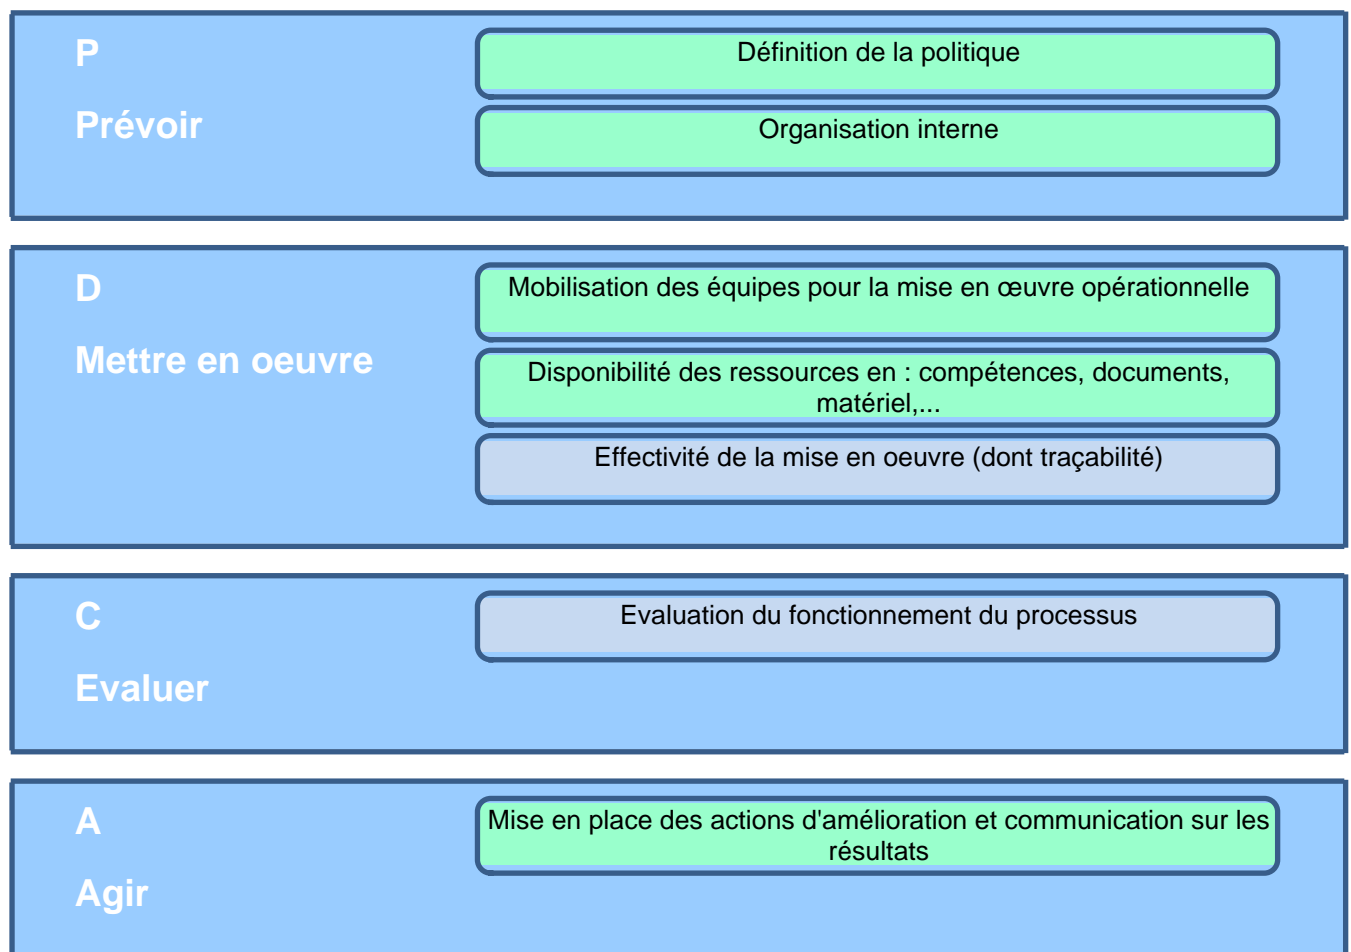 P
Prévoir
Définition de la politique
Organisation interne
D
Mettre en oeuvre
Mobilisation des équipes pour la mise en œuvre opérationnelle
Disponibilité des ressources en : compétences, documents,
matériel,...
Effectivité de la mise en oeuvre (dont traçabilité)
C
Evaluer
Evaluation du fonctionnement du processus
A
Agir
Mise en place des actions d'amélioration et communication sur les
résultats